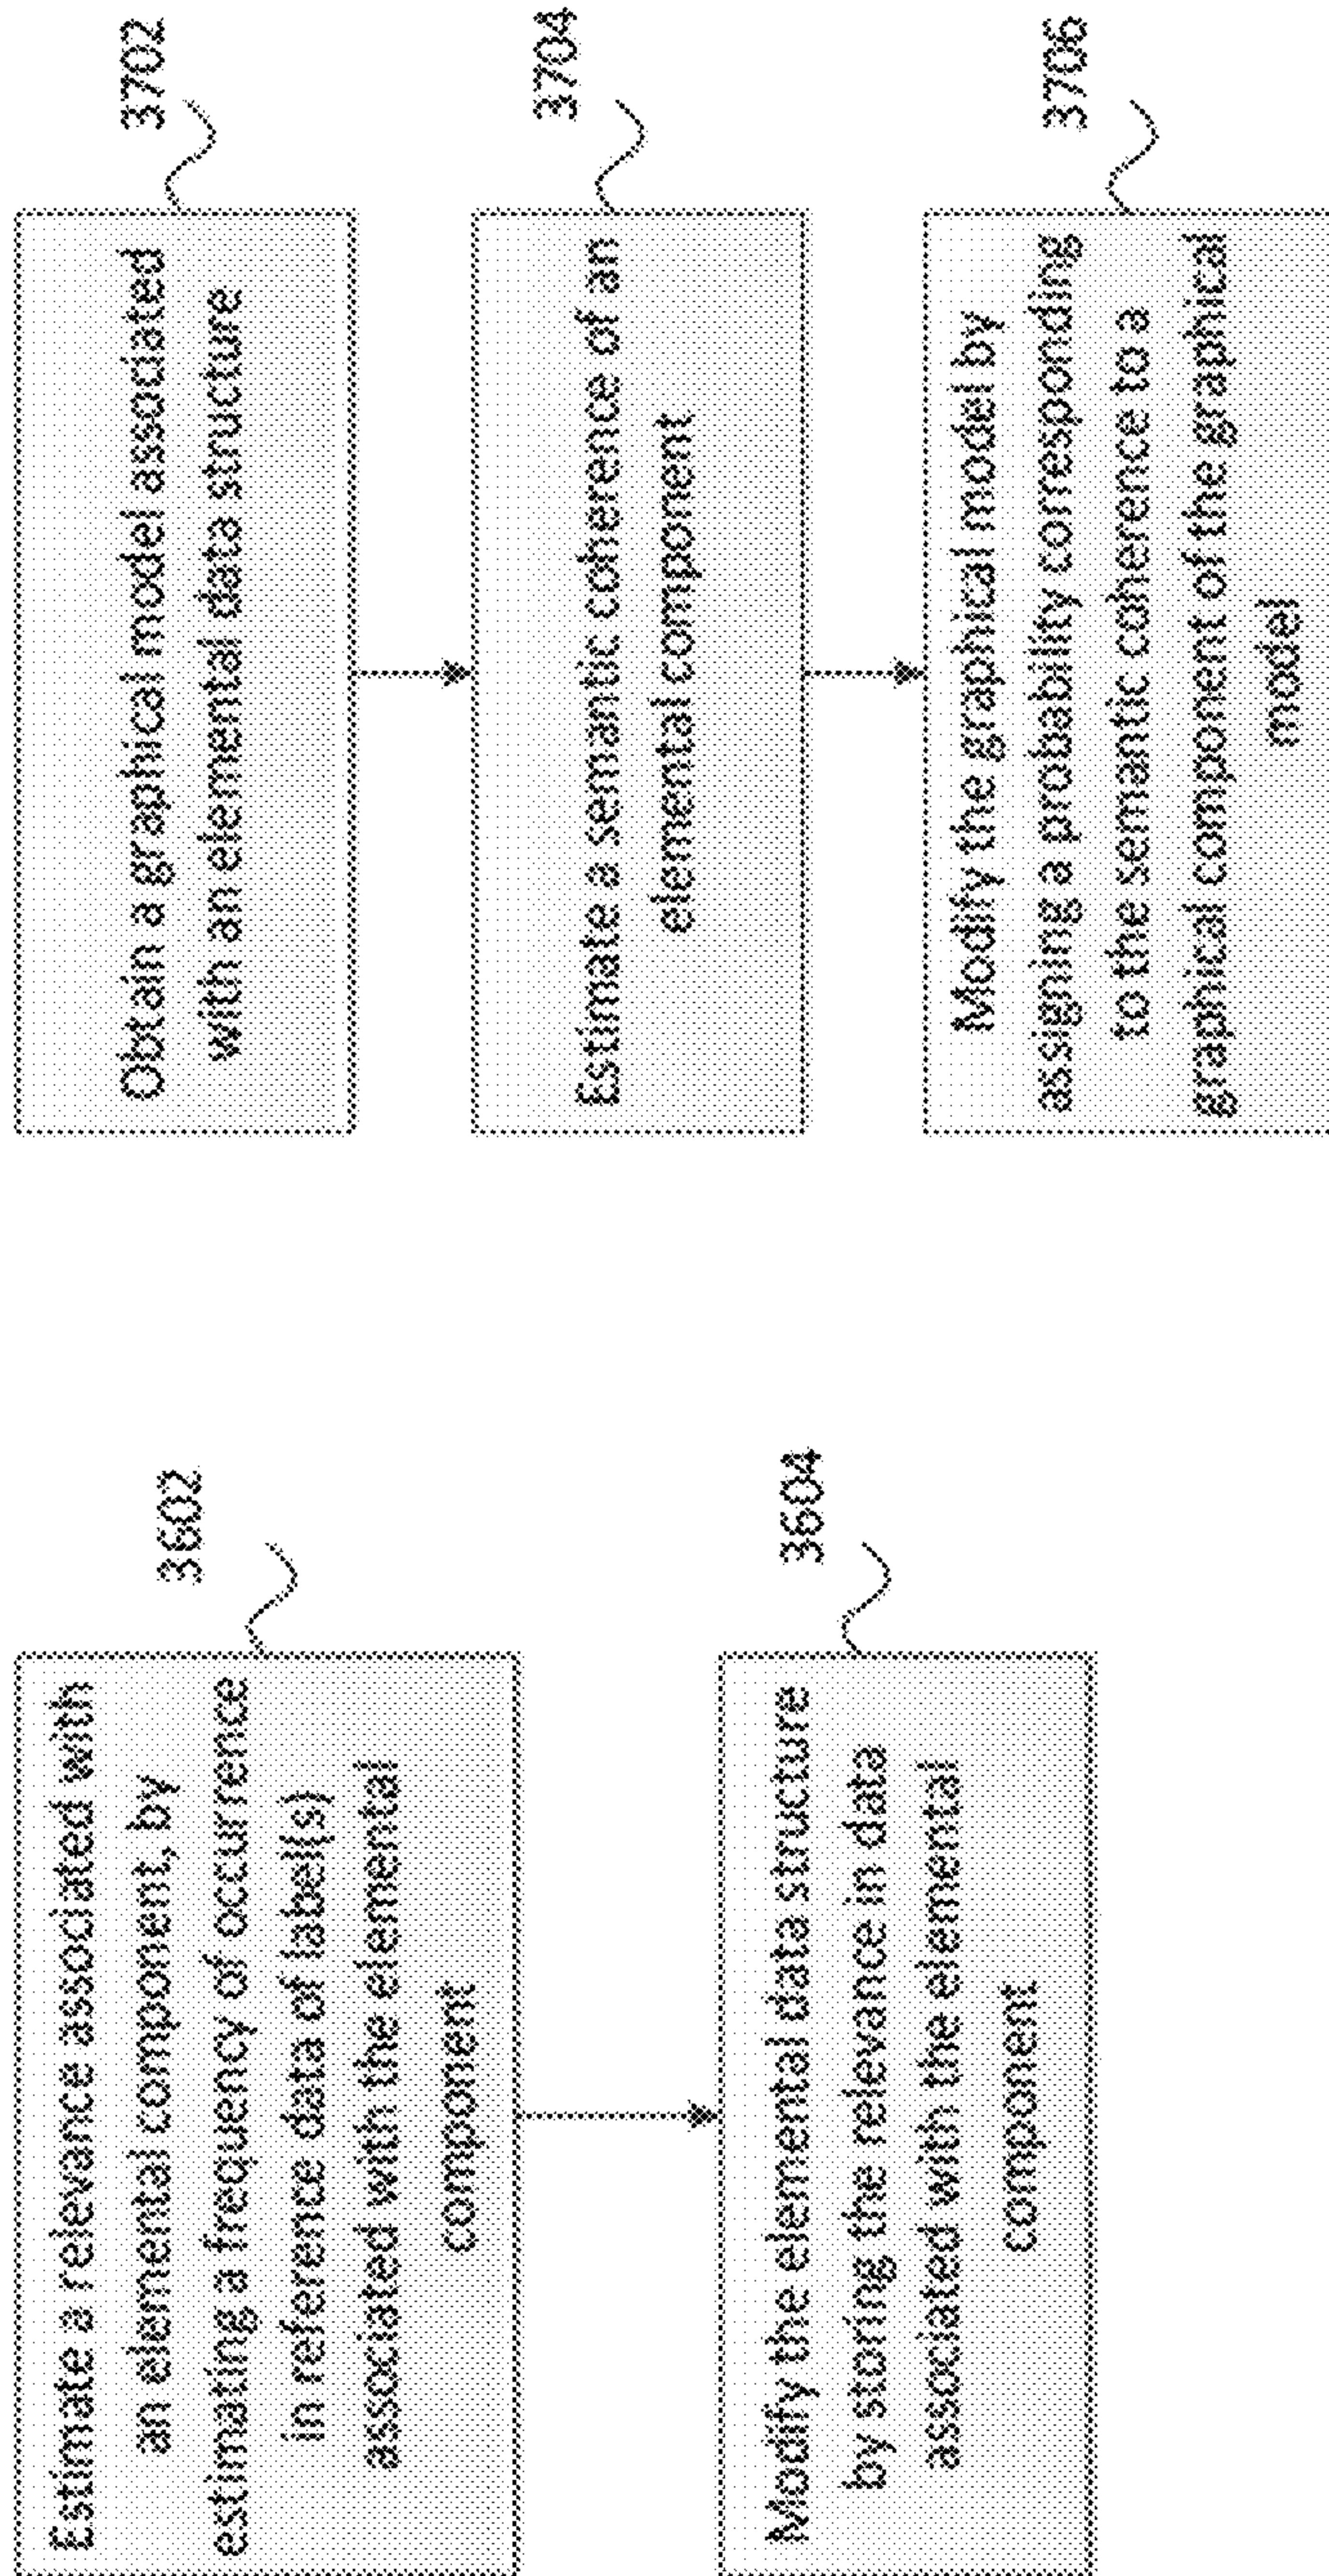 Estimate a relevance associated with
an elemental component, by
estimating a frequency of occurrence
in reference data of label(s)
associated with the elemental
component
3602
Modify the elemental data structure
by storing the relevance in data
associated with the elemental
component
3604
Obtain a graphical model associated
with an elemental data structure
3702
Estimate a semantic coherence of an
elemental component
3704
Modify the graphical model by
assigning a probability corresponding
to the semantic coherence to a
graphical component of the graphical
model
3706